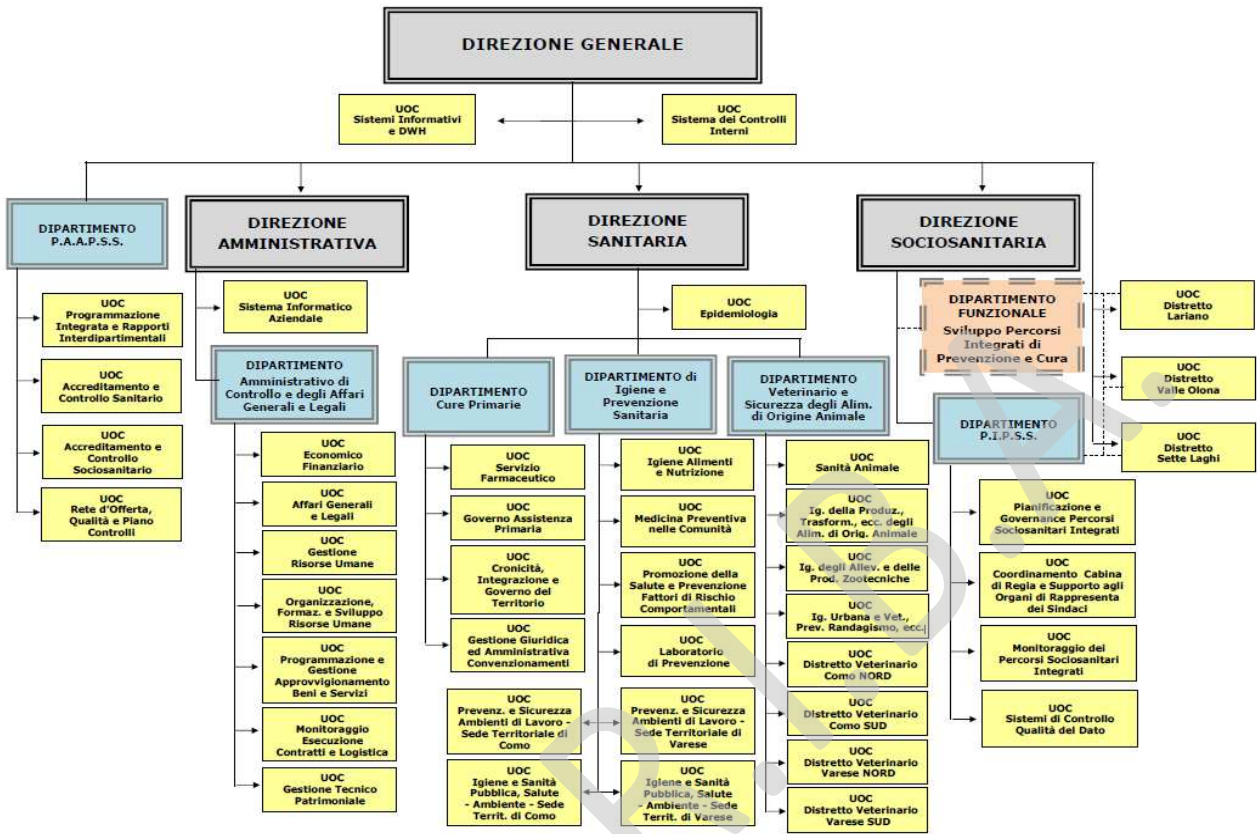 DIREZIONE GENERALE
UOC
Sistemi Informativi
e DWH
UOC
Sistema dei Controlli
Interni
DIPARTIMENTO
P.A.A.P.S.S.
DIREZIONE
AMMINISTRATIVA
DIREZIONE
SANITARIA
DIREZIONE
SOCIOSANITARIA
UOC
Programmazione
Integrata e Rapporti
Interdipartimentali
UOC
Accreditamento e
Controllo Sanitario
UOC
Accreditamento e
Controllo
Sociosanitario
UOC
Rete d'Offerta,
Qualità e Piano
Controlli
UOC
Sistema Informatico
Aziendale
DIPARTIMENTO
Amministrativo di
Controllo e degli Affari
Generali e Legali
UOC
Economico
Finanziario
UOC
Affari Generali
e Legali
UOC
Gestione
Risorse Umane
UOC
Organizzazione,
Formaz. e Sviluppo
Risorse Umane
UOC
Programmazione e
Gestione
Approvvigionamento
Beni e Servizi
UOC
Monitoraggio
Esecuzione
Contratti e Logistica
UOC
Gestione Tecnico
Patrimoniale
UOC
Epidemiologia
DIPARTIMENTO
Cure Primarie
UOC
Servizio
Farmaceutico
UOC
Governo Assistenza
Primaria
UOC
Cronicità,
Integrazione e
Governo del
Territorio
UOC
Gestione Giuridica
ed Amministrativa
Convenzionamenti
UOC
Prevenz. e Sicurezza
Ambienti di Lavoro -
Sede Territoriale di
Como
UOC
Igiene e Sanità
Pubblica, Salute
- Ambiente - Sede
Territ. di Como
DIPARTIMENTO di
Igiene e
Prevenzione
Sanitaria
UOC
Igiene Alimenti
e Nutrizione
UOC
Medicina Preventiva
nelle Comunità
UOC
Promozione della
Salute e Prevenzione
Fattori di Rischio
Comportamentali
UOC
Laboratorio
di Prevenzione
UOC
Prevenz. e Sicurezza
Ambienti di Lavoro -
Sede Territoriale di
Varese
UOC
Igiene e Sanità
Pubblica, Salute
- Ambiente - Sede
Territ. di Varese
DIPARTIMENTO
Veterinario e
Sicurezza degli Alim.
di Origine Animale
UOC
Sanità Animale
UOC
Ig. della Produz.,
Trasform., ecc. degli
Alim. di Orig. Animale
UOC
Ig. degli Allev. e delle
Prod. Zootecniche
UOC
Ig. Urbana e Vet.,
Prev. Randagismo, ecc.
UOC
Distretto Veterinario
Como NORD
UOC
Distretto Veterinario
Como SUD
UOC
Distretto Veterinario
Varese NORD
UOC
Distretto Veterinario
Varese SUD
DIPARTIMENTO
FUNZIONALE
Sviluppo Percorsi
Integrati di
Prevenzione e Cura
DIPARTIMENTO
P.I.P.S.S.
UOC
Pianificazione e
Governance Percorsi
Sociosanitari Integrati
UOC
Coordinamento Cabina
di Regia e Supporto agli
Organi di Rappresenta
dei Sindaci
UOC
Monitoraggio dei
Percorsi Sociosanitari
Integrati
UOC
Sistemi di Controllo
Qualità del Dato
UOC
Distretto
Lariano
UOC
Distretto
Valle Olona
UOC
Distretto
Sette Laghi